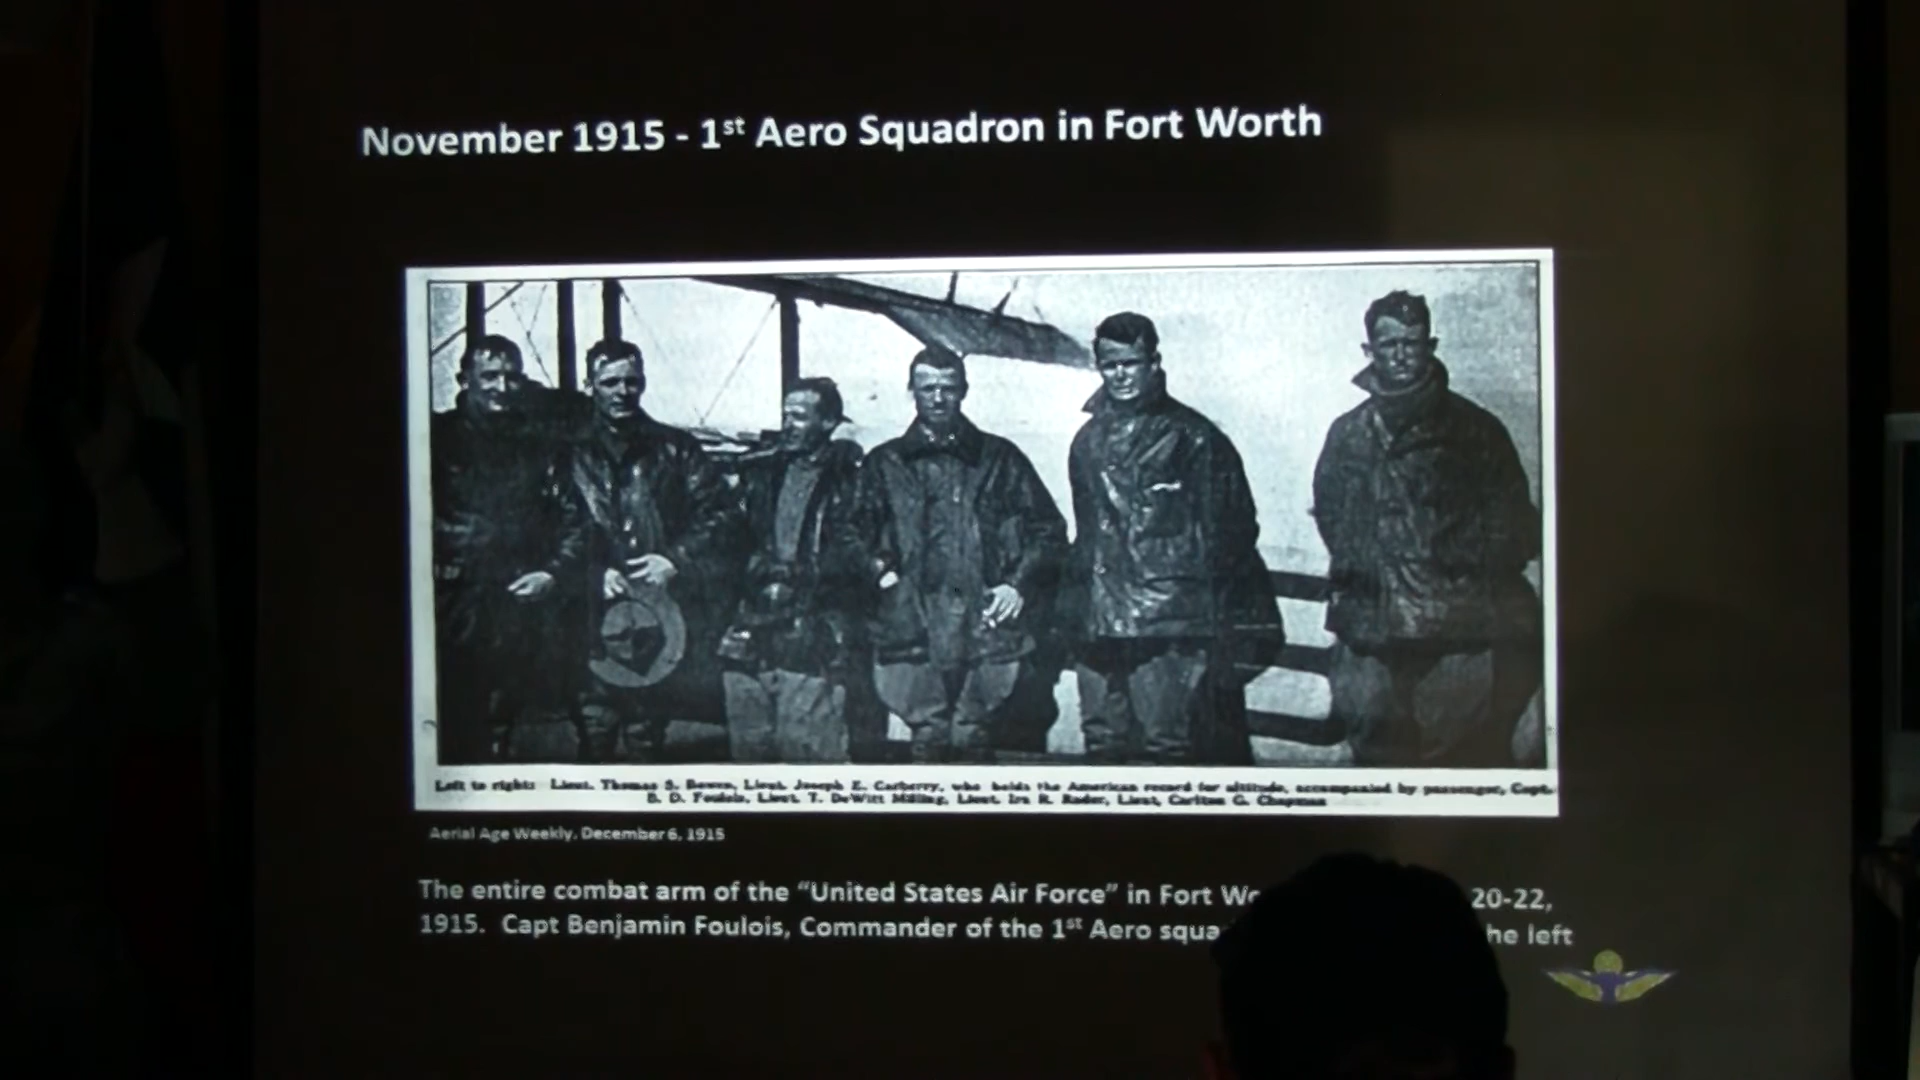 November 1915 - 1st Aero Squadron in Fort Worth
Left to right: Lieut. Thomas S. Bowen, Lieut. Joseph E. Carberry, who holds the American record for altitude, accompanied by passenger, Capt.
B. D. Foulois, Lieut. T. DeWitt Milling, Lieut. Ira R. Rader, Lieut. Carlton G. Chapman
Aerial Age Weekly, December 6, 1915
The entire combat arm of the “United States Air Force” in Fort 20-22,
1915. Capt Benjamin Foulois, Commander of the 1st Aero left